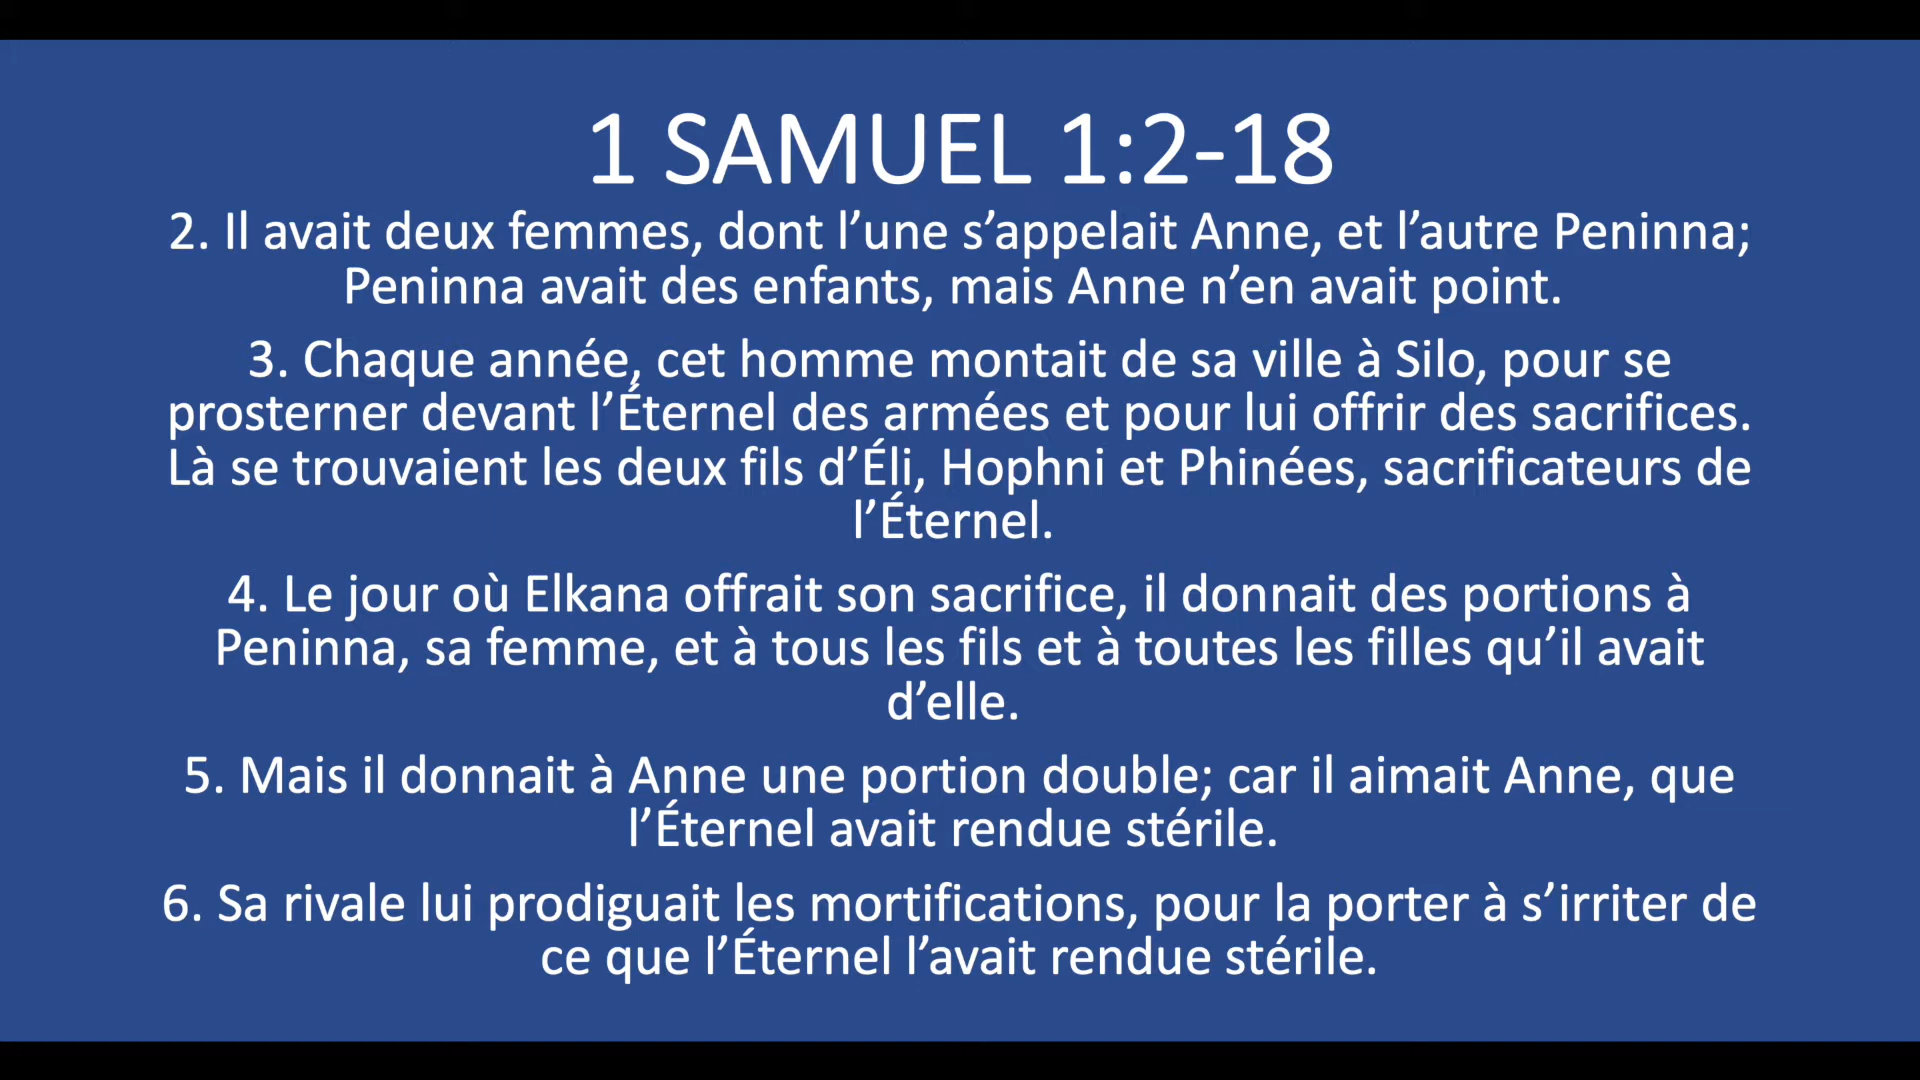 1 SAMUEL 1:2-18
2. Il avait deux femmes, dont l’une s’appelait Anne, et l’autre Peninna;
Peninna avait des enfants, mais Anne n’en avait point.
3. Chaque année, cet homme montait de sa ville à Silo, pour se
prosterner devant l’Éternel des armées et pour lui offrir des sacrifices.
Là se trouvaient les deux fils d’Éli, Hophni et Phinées, sacrificateurs de
l’Éternel.
4. Le jour où Elkana offrait son sacrifice, il donnait des portions à
Peninna, sa femme, et à tous les fils et à toutes les filles qu’il avait
d’elle.
5. Mais il donnait à Anne une portion double; car il aimait Anne, que
l’Éternel avait rendue stérile.
6. Sa rivale lui prodiguait les mortifications, pour la porter à s’irriter de
ce que l’Éternel l’avait rendue stérile.